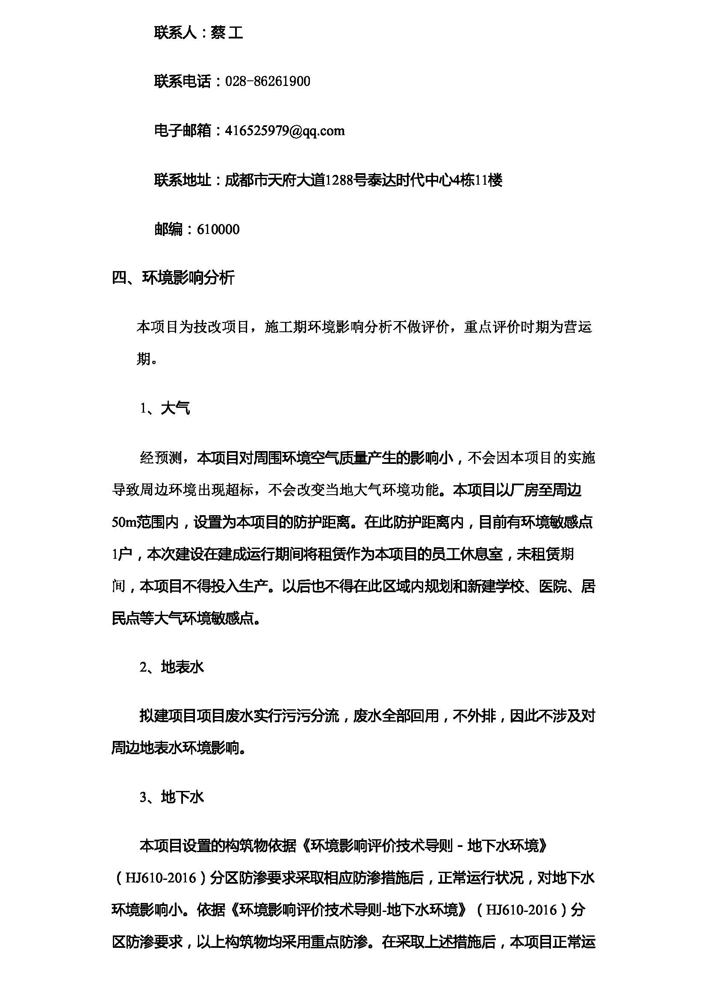 联系人：蔡 工
联系电话：028-86261900
电子邮箱：416525979@qq.com
联系地址：成都市天府大道1288号泰达时代中心4栋11楼
邮编：610000
四、环境影响分析
本项目为技改项目，施工期环境影响分析不做评价，重点评价时期为营运
期。
1、大气
经预测，本项目对周围环境空气质量产生的影响小，不会因本项目的实施
导致周边环境出现超标，不会改变当地大气环境功能。本项目以厂房至周边
50m范围内，设置为本项目的防护距离。在此防护距离内，目前有环境敏感点
1户，本次建设在建成运行期间将租赁作为本项目的员工休息室，未租赁期
间，本项目不得投入生产。以后也不得在此区域内规划和新建学校、医院、居
民点等大气环境敏感点。
2、地表水
拟建项目项目废水实行污污分流，废水全部回用，不外排，因此不涉及对
周边地表水环境影响。
3、地下水
本项目设置的构筑物依据《环境影响评价技术导则－地下水环境》
（HJ610-2016）分区防渗要求采取相应防渗措施后，正常运行状况，对地下水
环境影响小。依据《环境影响评价技术导则-地下水环境》（HJ610-2016）分
区防渗要求，以上构筑物均采用重点防渗。在采取上述措施后，本项目正常运